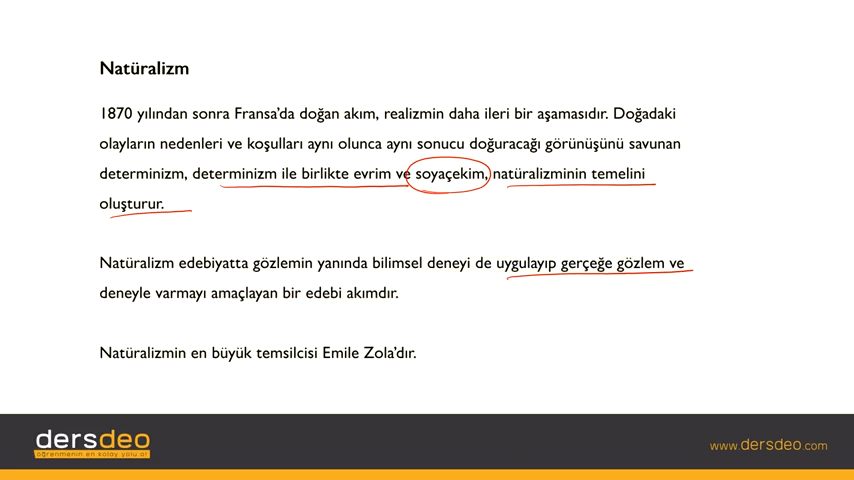 Natüralizm
1870 yılından sonra Fransa'da doğan akım, realizmin daha ileri bir aşamasıdır. Doğadaki
olayların nedenleri ve koşulları aynı olunca aynı sonucu doğuracağı görünüşünü savunan
determinizm, determinizm ile birlikte evrim ve soyaçekim, natüralizminin temelini
oluşturur.
Natüralizm edebiyatta gözlemin yanında bilimsel deneyi de uygulayıp gerçeğe gözlem ve
deneyle varmayı amaçlayan bir edebi akımdır.
Natüralizmin en büyük temsilcisi Emile Zola'dır.
dersdeo
öğrenmenin en kolay yolu
www.dersdeo.com